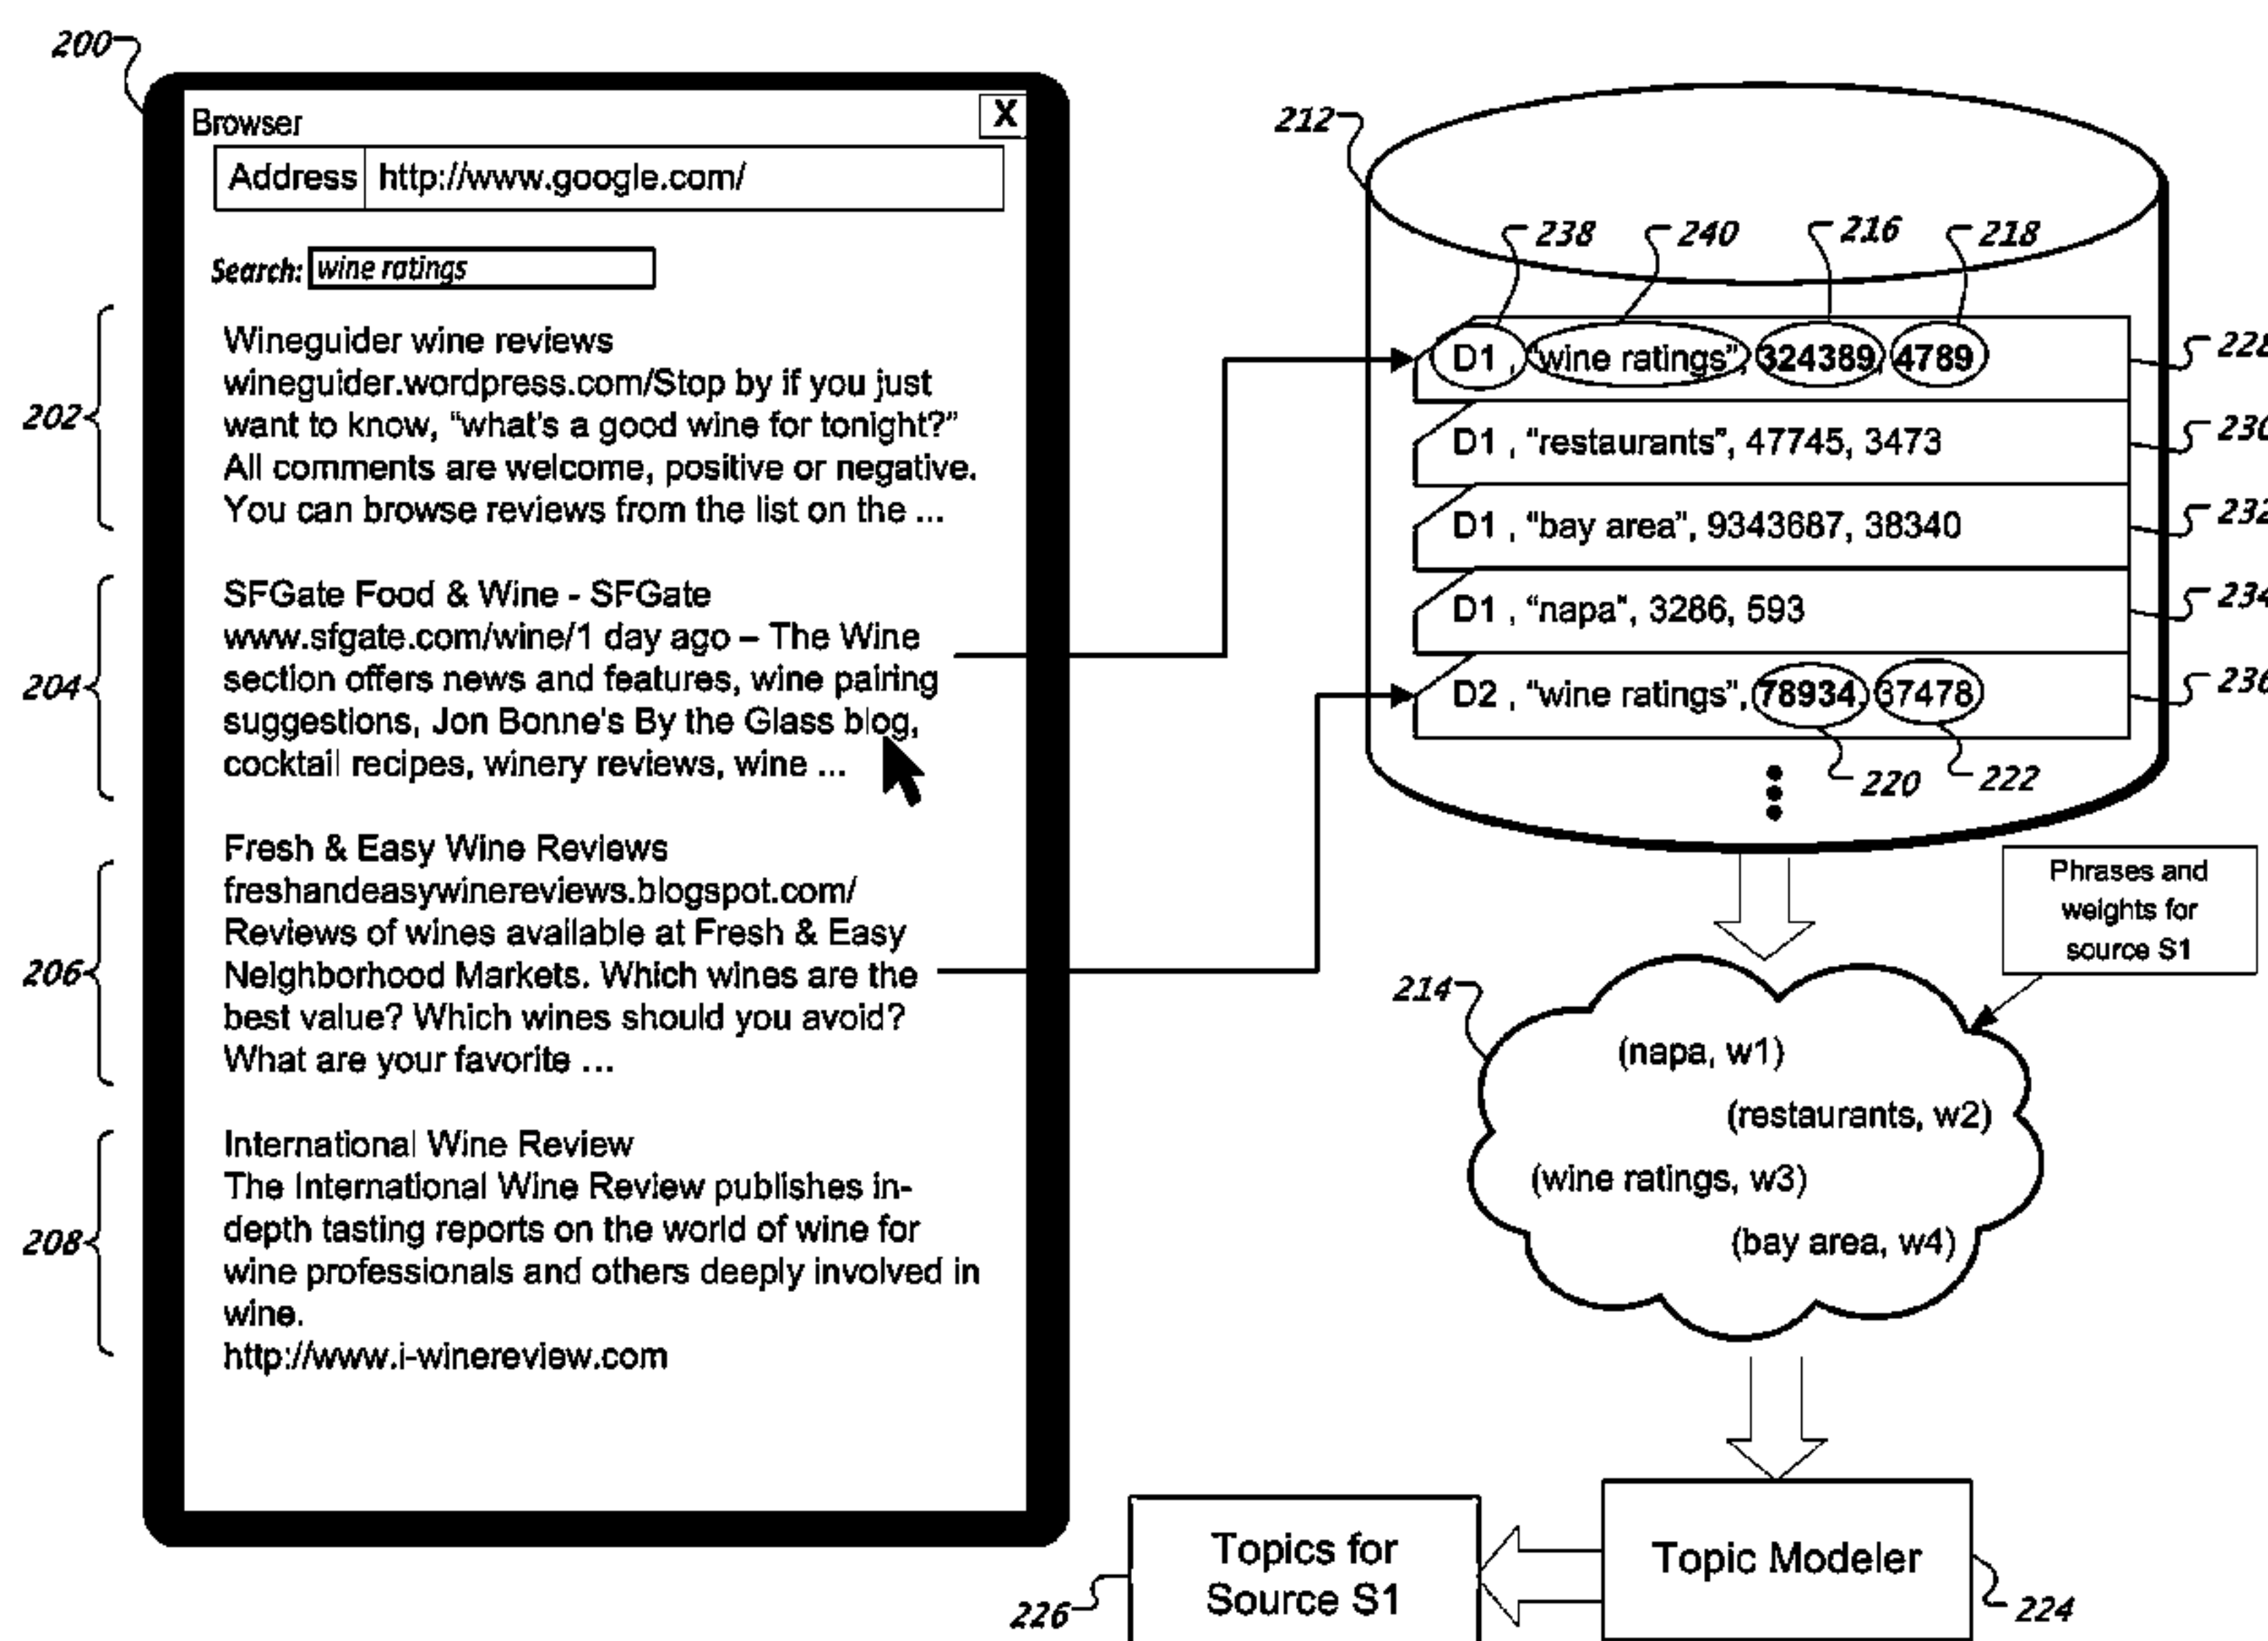 200
Browser
X
Address http://www.google.com/
Search: wine ratings
202
Wineguider wine reviews
wineguider.wordpress.com/Stop by if you just
want to know, “what's a good wine for tonight?”
All comments are welcome, positive or negative.
You can browse reviews from the list on the ...
204
SFGate Food & Wine - SFGate
www.sfgate.com/wine/1 day ago – The Wine
section offers news and features, wine pairing
suggestions, Jon Bonne's By the Glass blog,
cocktail recipes, winery reviews, wine ...
206
Fresh & Easy Wine Reviews
freshandeasywinereviews.blogspot.com/
Reviews of wines available at Fresh & Easy
Neighborhood Markets. Which wines are the
best value? Which wines should you avoid?
What are your favorite ...
208
International Wine Review
The International Wine Review publishes in-
depth tasting reports on the world of wine for
wine professionals and others deeply involved in
wine.
http://www.i-winereview.com
212
238 240 216 218
D1 , “wine ratings”, 324389, 4789
228
D1 , “restaurants”, 47745, 3473
230
D1 , “bay area”, 9343687, 38340
232
D1 , “napa”, 3286, 593
234
D2 , “wine ratings”, 78934, 37478
236
220 222
Phrases and
weights for
source S1
214
(napa, w1)
(restaurants, w2)
(wine ratings, w3)
(bay area, w4)
Topic Modeler
224
Topics for
Source S1
226